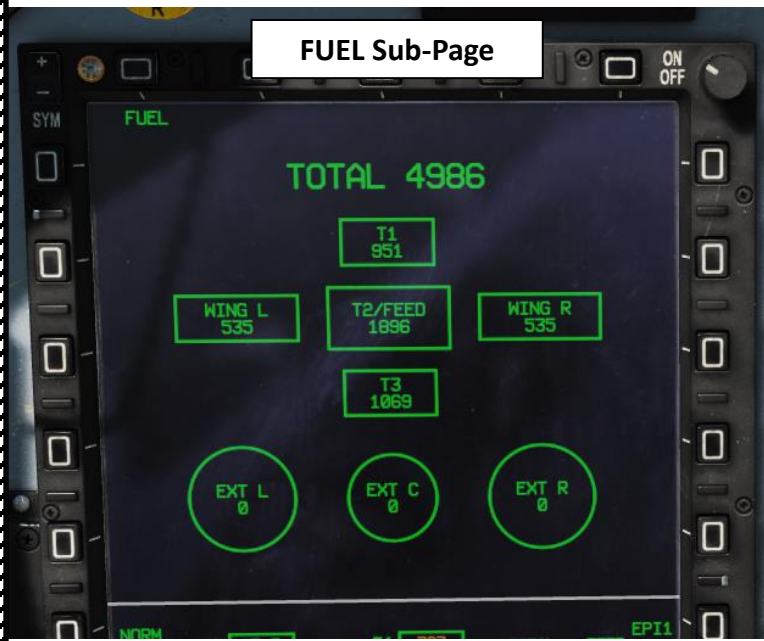 R
FUEL Sub-Page
+
ON
OFF
SYM
FUEL
TOTAL 4986
T1
951
WING L
535
T2/FEED
1896
WING R
535
T3
1069
EXT L
0
EXT C
0
EXT R
0
NORM
EPI1